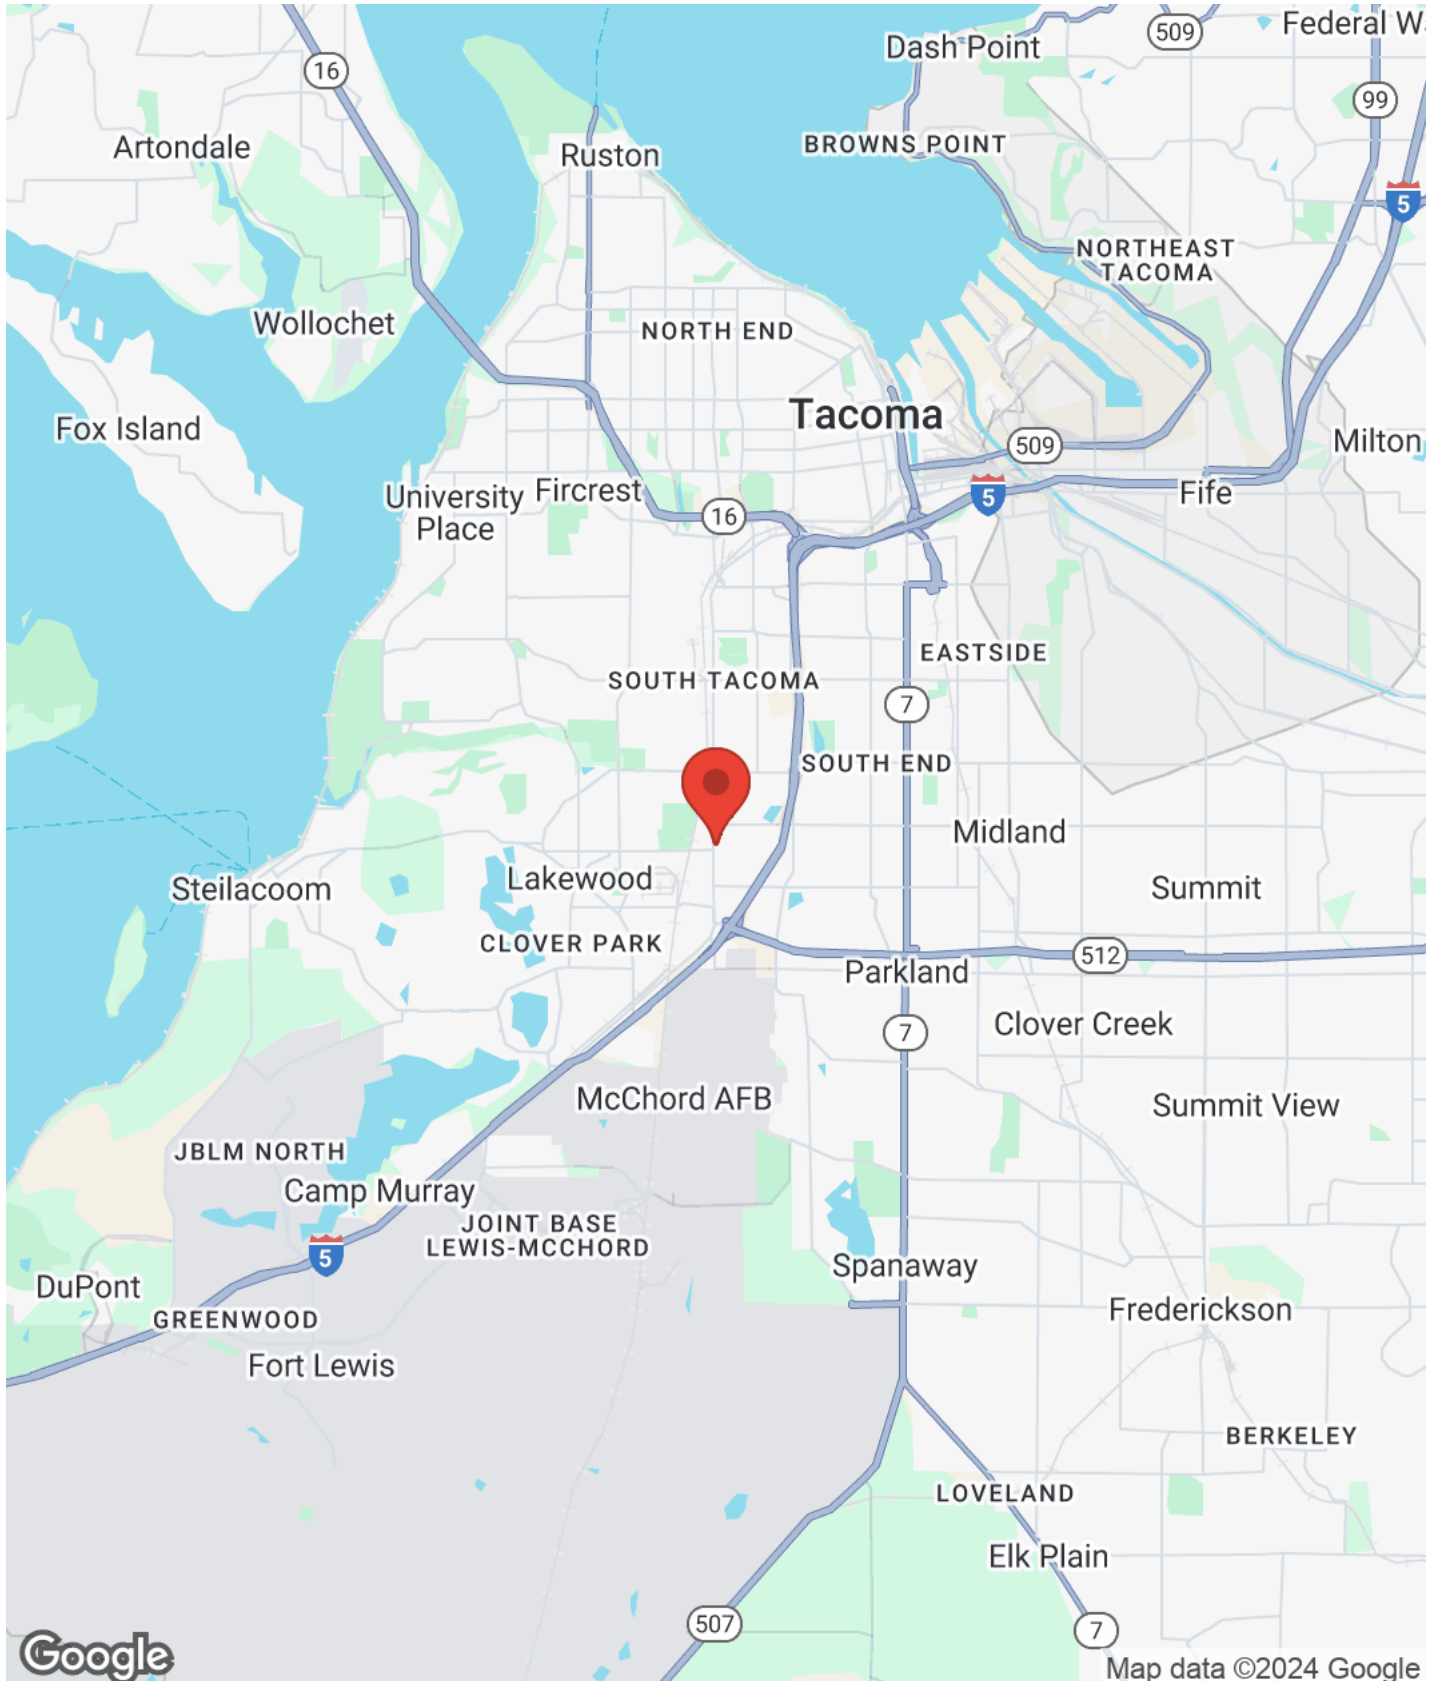 Federal W
509
Dash Point
16
99
Artondale
BROWNS POINT
Ruston
5
NORTHEAST
TACOMA
Wollochet
NORTH END
Tacoma
Fox Island
509
Milton
University
Place
Fircrest
5
Fife
16
EASTSIDE
SOUTH TACOMA
7
SOUTH END
Midland
Lakewood
Steilacoom
Summit
CLOVER PARK
512
Parkland
Clover Creek
7
McChord AFB
Summit View
JBLM NORTH
Camp Murray
JOINT BASE
LEWIS-MCCHORD
5
Spanaway
DuPont
Frederickson
GREENWOOD
Fort Lewis
BERKELEY
LOVELAND
Elk Plain
507
7
Google
Map data ©2024 Google